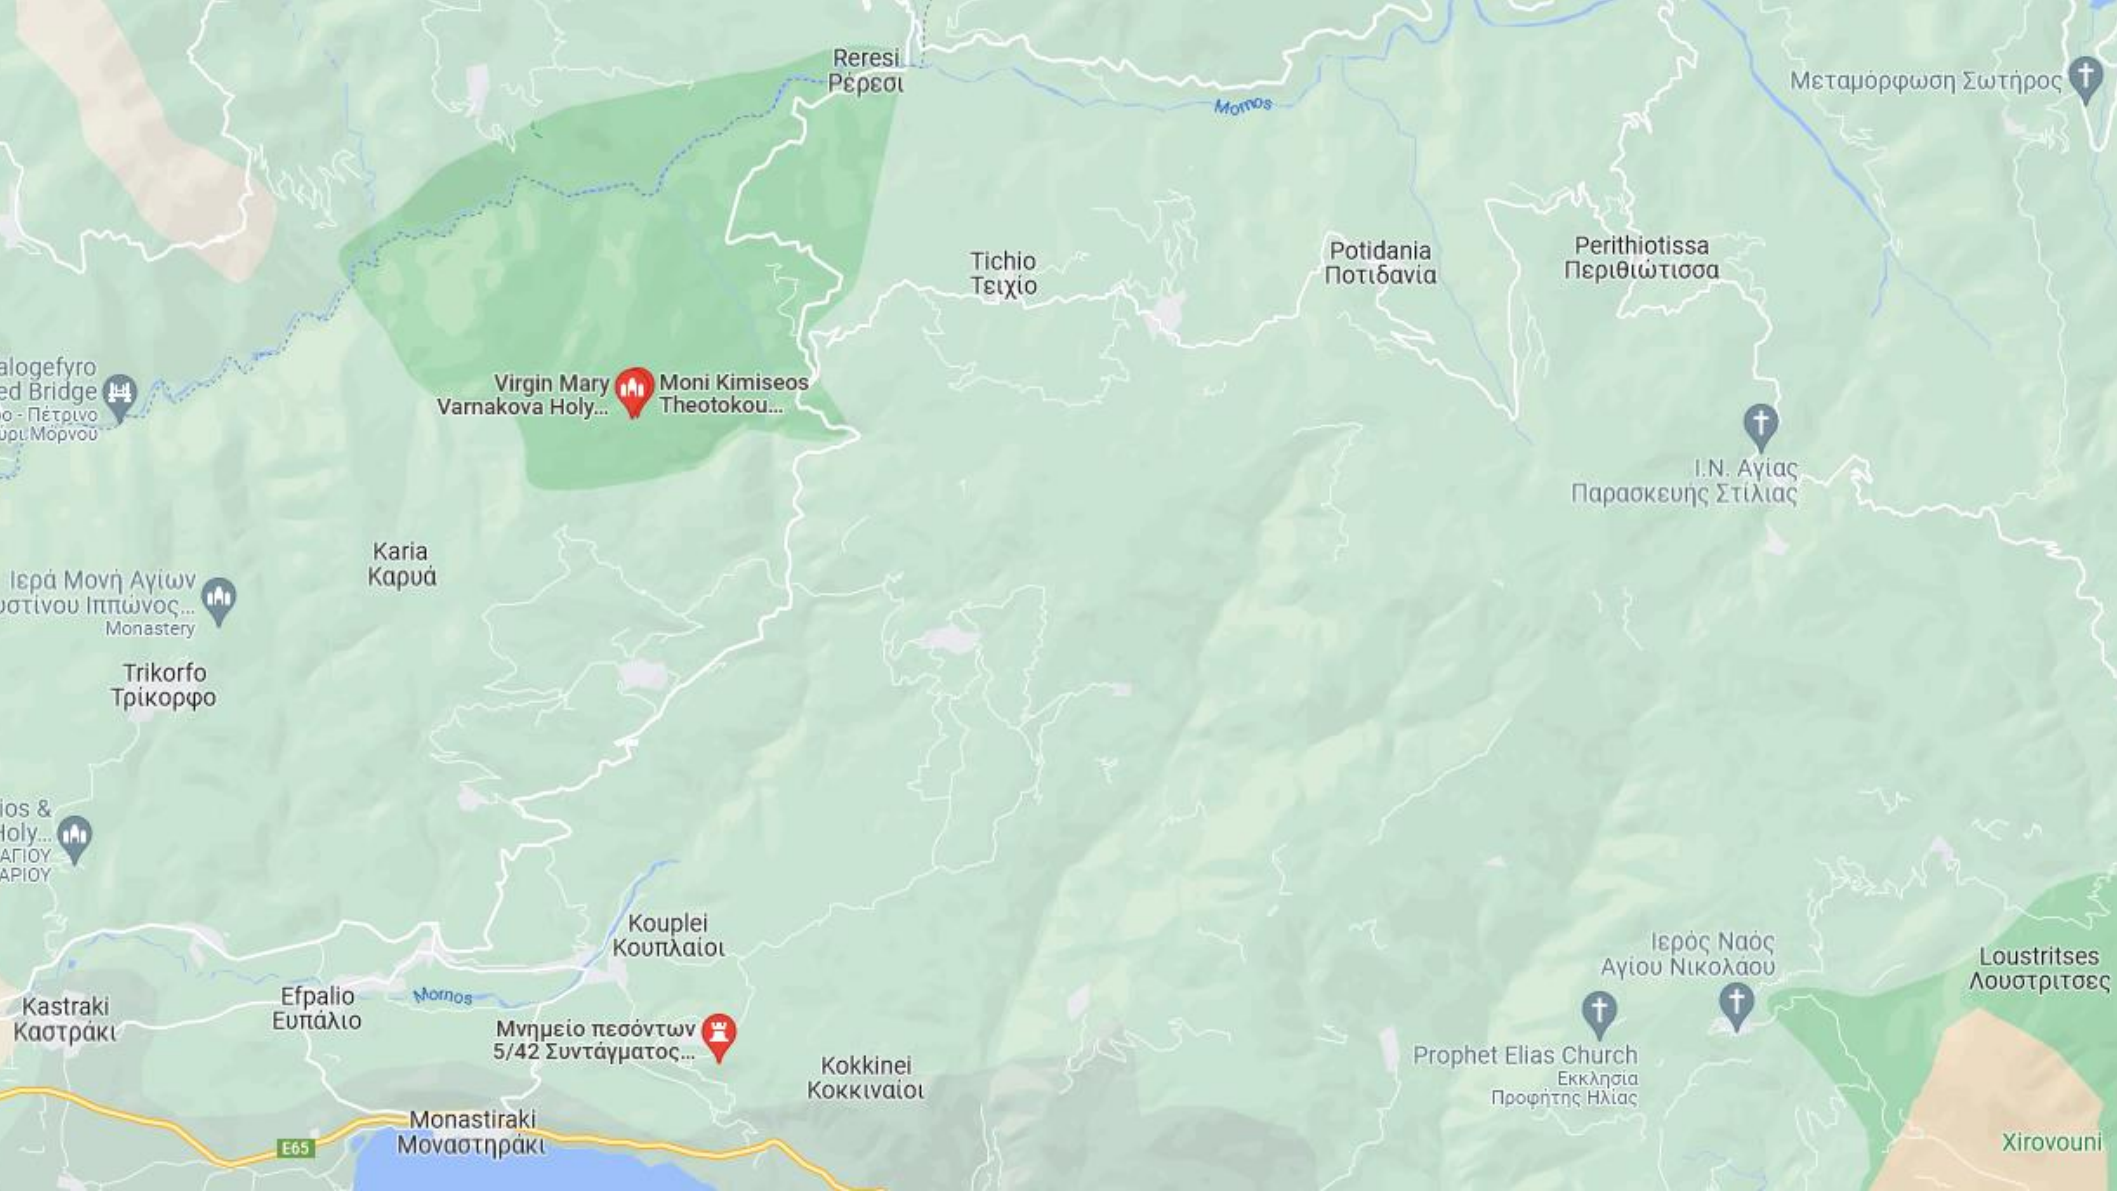 Reresi
Ρέρεσι
Mornos
Μεταμόρφωση Σωτήρος
Tichio
Τειχίο
Potidania
Ποτιδανία
Perithiotissa
Περιθιώτισσα
alogefyro
ed Bridge
ο - Πέτρινο
ύρι Μόρνου
Virgin Mary
Varnakova Holy...
Moni Kimiseos
Theotokou...
Ι.Ν. Αγίας
Παρασκευής Στίλιας
Karia
Καρυά
Ιερά Μονή Αγίων
υστίνου Ιππώνος...
Monastery
Trikorfo
Τρίκορφο
ios &
Holy...
ΑΓΙΟΥ
ΑΡΙΟΥ
Kouplei
Κουπλαίοι
Ιερός Ναός
Αγίου Νικολάου
Loustritses
Λουστριτσες
Kastraki
Καστράκι
Efpalio
Ευπάλιο
Mornos
Μνημείο πεσόντων
5/42 Συντάγματος...
Kokkinei
Κοκκιναίοι
Prophet Elias Church
Εκκλησία
Προφήτης Ηλίας
Monastiraki
Μοναστηράκι
E65
Xirovouni